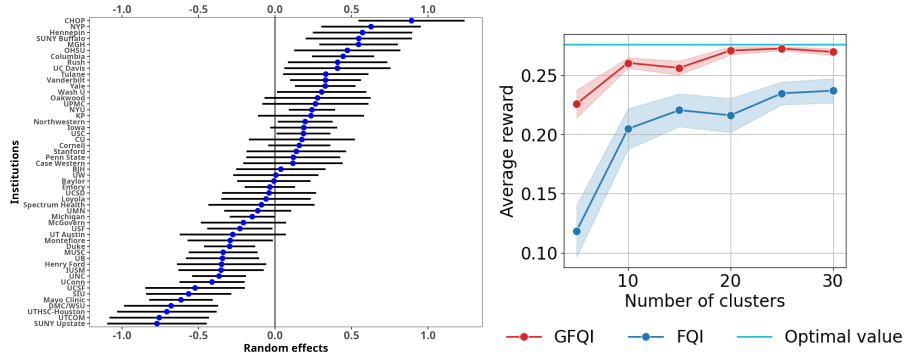 -1.0 -0.5 0.0 0.5 1.0
CHOP
NYP
Hennepin
SUNY Buffalo
MGH
OHSU
Columbia
Rush
UC Davis
Tulane
Vanderbilt
Yale
Wash U
Oakwood
UPMC
NYU
KP
Northwestern
Iowa
USC
CU
Cornell
Stanford
Penn State
Case Western
BIH
UW
Baylor
Emory
UCSD
Loyola
Spectrum Health
UMN
Michigan
McGovern
USF
UT Austin
Montefiore
Duke
MUSC
UB
Henry Ford
IUSM
UNC
UConn
UCSF
SIU
Mayo Clinic
DMC/WSU
UTHSC-Houston
UTCOM
SUNY Upstate
Institutions
-1.0 -0.5 0.0 0.5 1.0
Random effects
Average reward
0.25
0.20
0.15
0.10
10 20 30
Number of clusters
GFQI FQI Optimal value